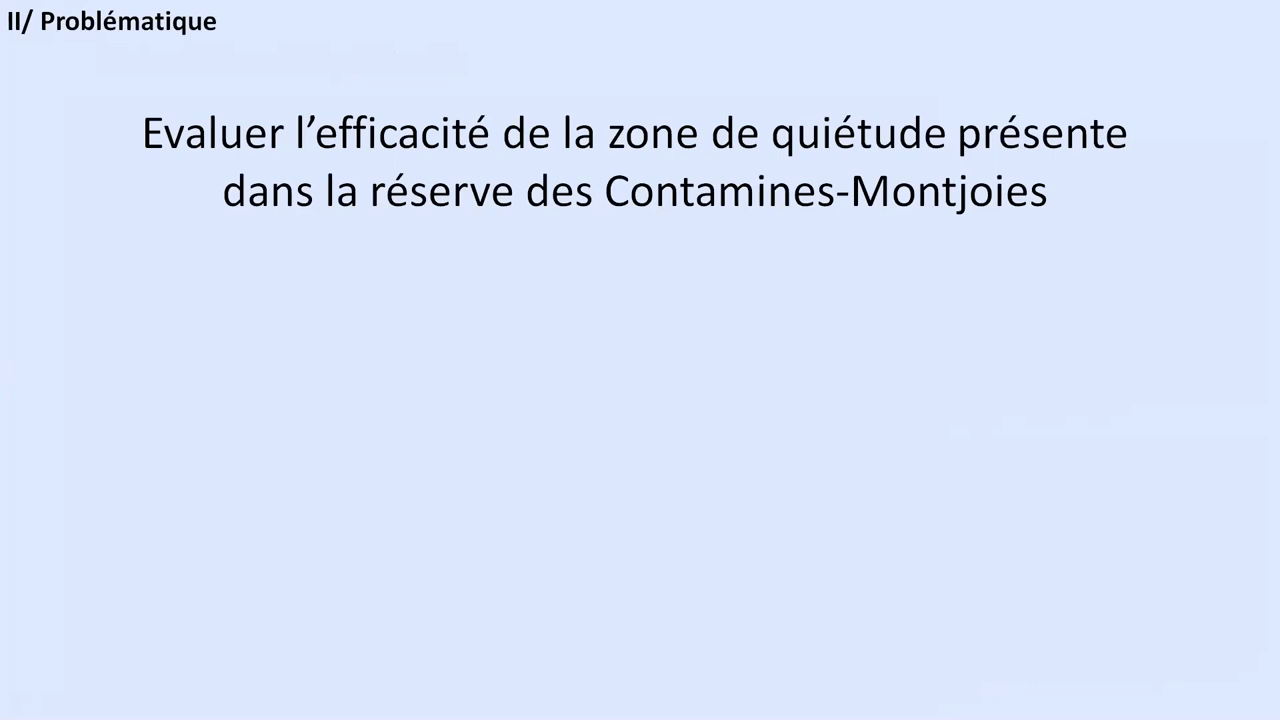 II/ Problématique
Evaluer l’efficacité de la zone de quiétude présente
dans la réserve des Contamines-Montjoies